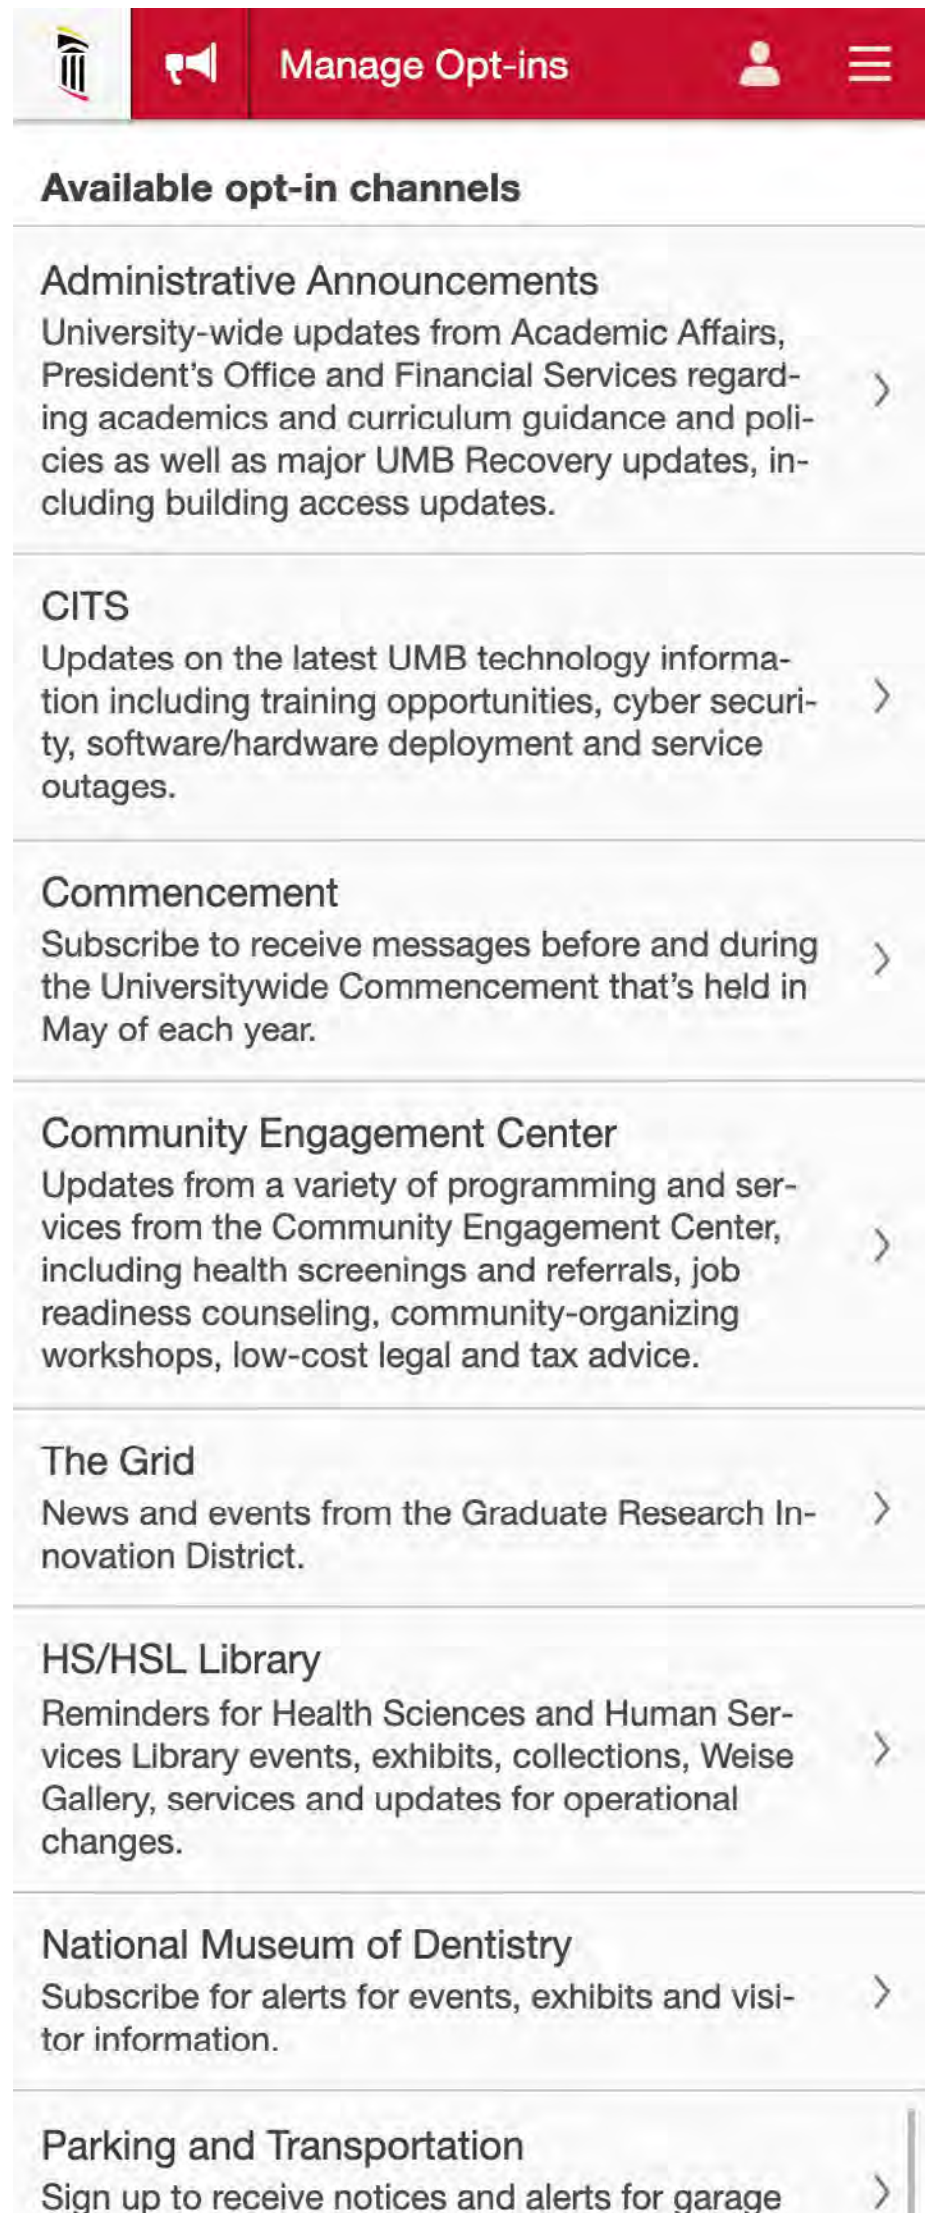 Manage Opt-ins
Available opt-in channels
Administrative Announcements
University-wide updates from Academic Affairs,
President's Office and Financial Services regard-
ing academics and curriculum guidance and poli-
cies as well as major UMB Recovery updates, in-
cluding building access updates.
CITS
Updates on the latest UMB technology informa-
tion including training opportunities, cyber securi-
ty, software/hardware deployment and service
outages.
Commencement
Subscribe to receive messages before and during
the Universitywide Commencement that's held in
May of each year.
Community Engagement Center
Updates from a variety of programming and ser-
vices from the Community Engagement Center,
including health screenings and referrals, job
readiness counseling, community-organizing
workshops, low-cost legal and tax advice.
The Grid
News and events from the Graduate Research In-
novation District.
HS/HSL Library
Reminders for Health Sciences and Human Ser-
vices Library events, exhibits, collections, Weise
Gallery, services and updates for operational
changes.
National Museum of Dentistry
Subscribe for alerts for events, exhibits and visi-
tor information.
Parking and Transportation
Sign up to receive notices and alerts for garage